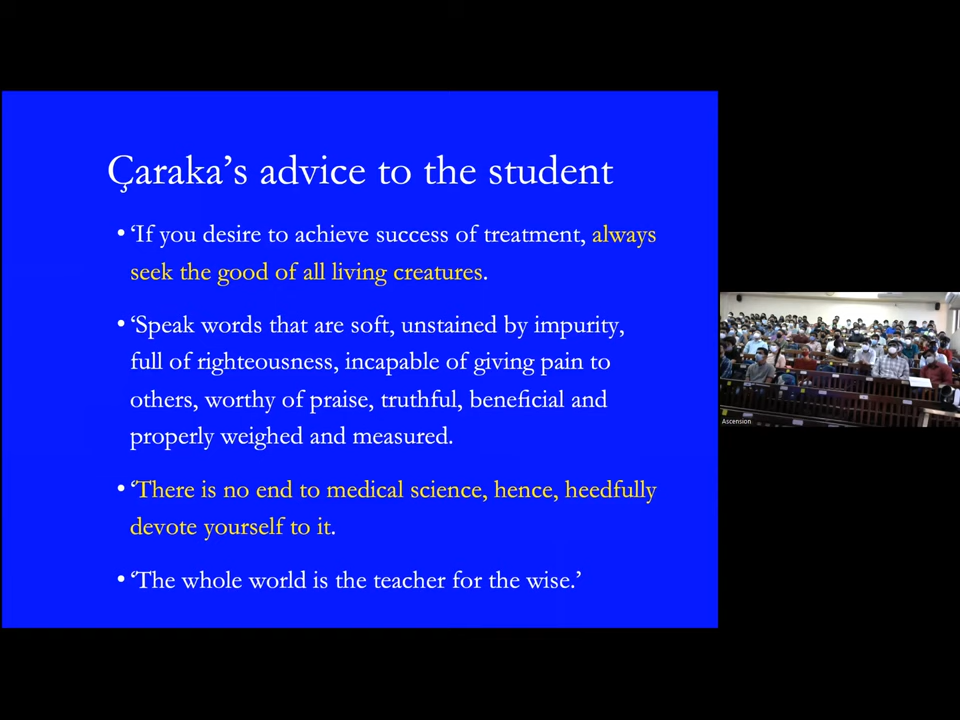 Çaraka’s advice to the student
• ‘If you desire to achieve success of treatment, always
seek the good of all living creatures.
• ‘Speak words that are soft, unstained by impurity,
full of righteousness, incapable of giving pain to
others, worthy of praise, truthful, beneficial and
properly weighed and measured.
• ‘There is no end to medical science, hence, heedfully
devote yourself to it.
• ‘The whole world is the teacher for the wise.’
Ascension